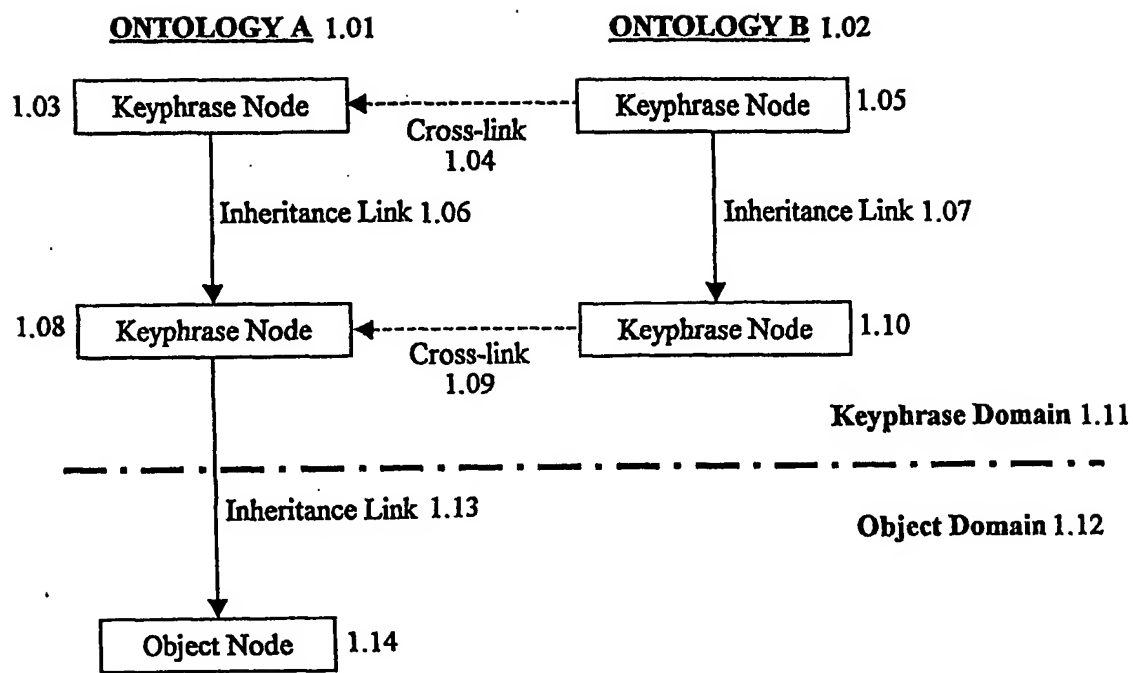 ONTOLOGY A 1.01
ONTOLOGY B 1.02
1.03
Keyphrase Node
Keyphrase Node
1.05
Cross-link
1.04
Inheritance Link 1.06
Inheritance Link 1.07
1.08
Keyphrase Node
Keyphrase Node
1.10
Cross-link
1.09
Keyphrase Domain 1.11
Inheritance Link 1.13
Object Domain 1.12
Object Node
1.14